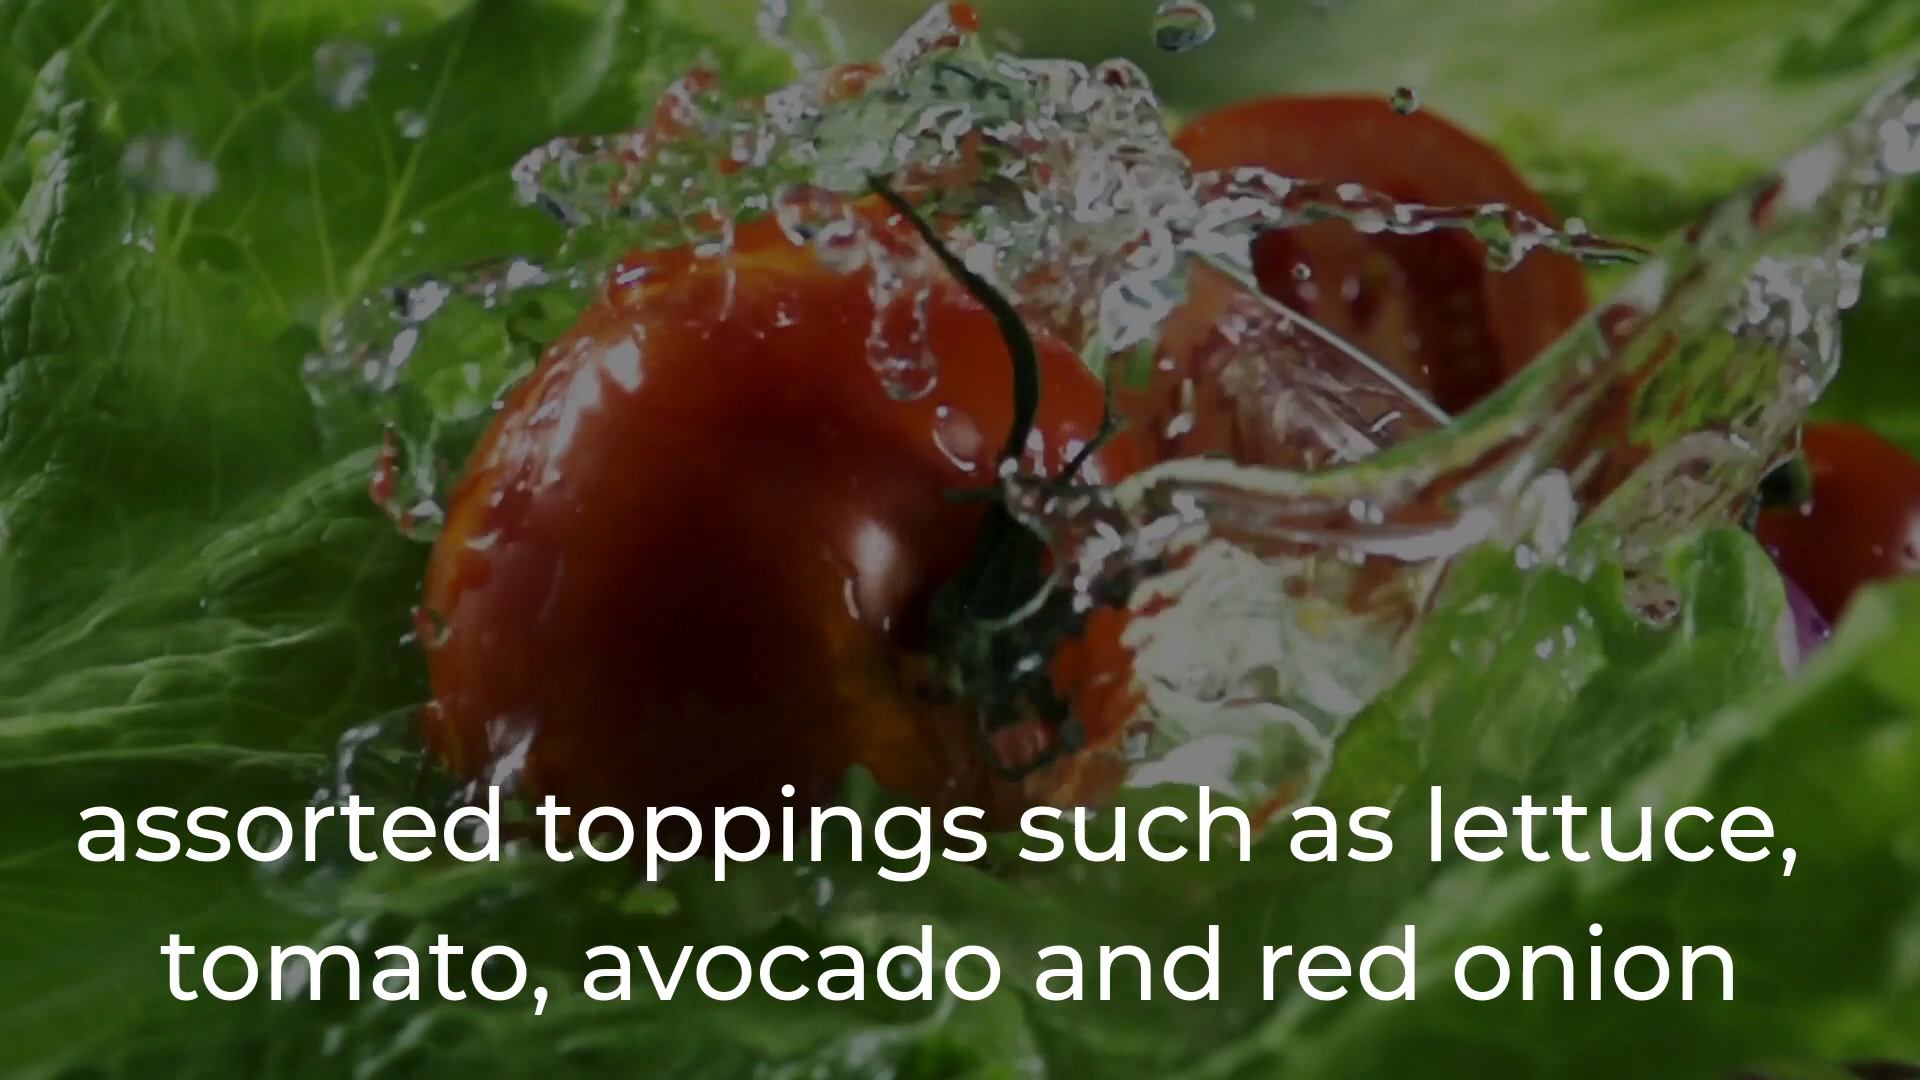 assorted toppings such as lettuce,
tomato, avocado and red onion